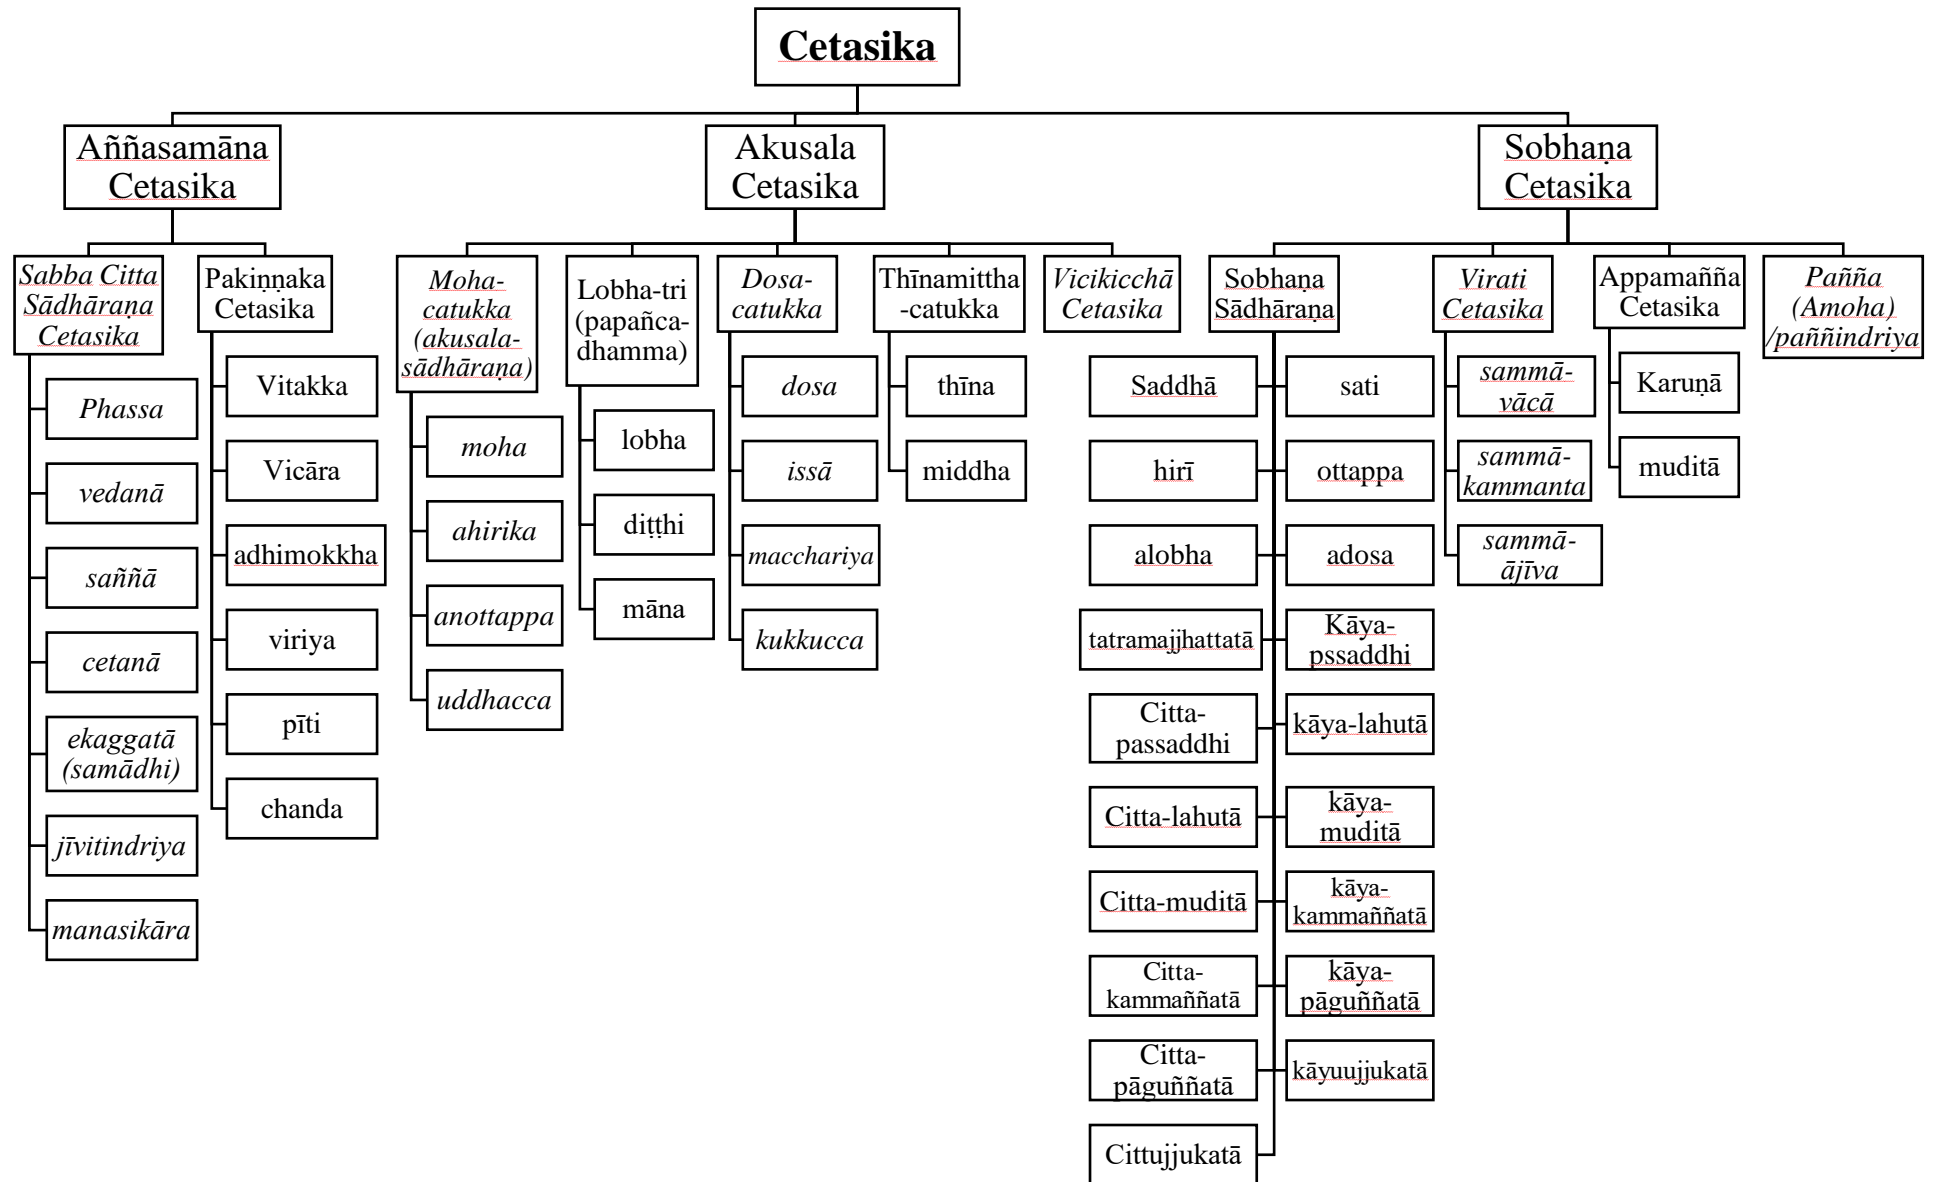 Cetasika
Aññasamāna
Cetasika
Akusala
Cetasika
Sobhaṇa
Cetasika
Sabba Citta
Sādhāraṇa
Cetasika
Pakiṇṇaka
Cetasika
Moha-
catukka
(akusala-
sādhāraṇa)
Lobha-tri
(papañca-
dhamma)
Dosa-
catukka
Thīnamittha
-catukka
Vicikicchā
Cetasika
Sobhaṇa
Sādhāraṇa
Virati
Cetasika
Appamañña
Cetasika
Pañña
(Amoha)
/paññindriya
Phassa
vedanā
saññā
cetanā
ekaggatā
(samādhi)
jīvitindriya
manasikāra
Vitakka
Vicāra
adhimokkha
viriya
pīti
chanda
moha
ahirika
anottappa
uddhacca
lobha
diṭṭhi
māna
dosa
issā
macchariya
kukkucca
thīna
middha
Saddhā
sati
hirī
ottappa
alobha
adosa
tatramajjhattatā
Kāya-
pssaddhi
Citta-
passaddhi
kāya-lahutā
Citta-lahutā
kāya-
muditā
Citta-muditā
kāya-
kammaññatā
Citta-
kammaññatā
kāya-
pāguññatā
Citta-
pāguññatā
kāyuujjukatā
Cittujjukatā
sammā-
vācā
sammā-
kammanta
sammā-
ājīva
Karuṇā
muditā